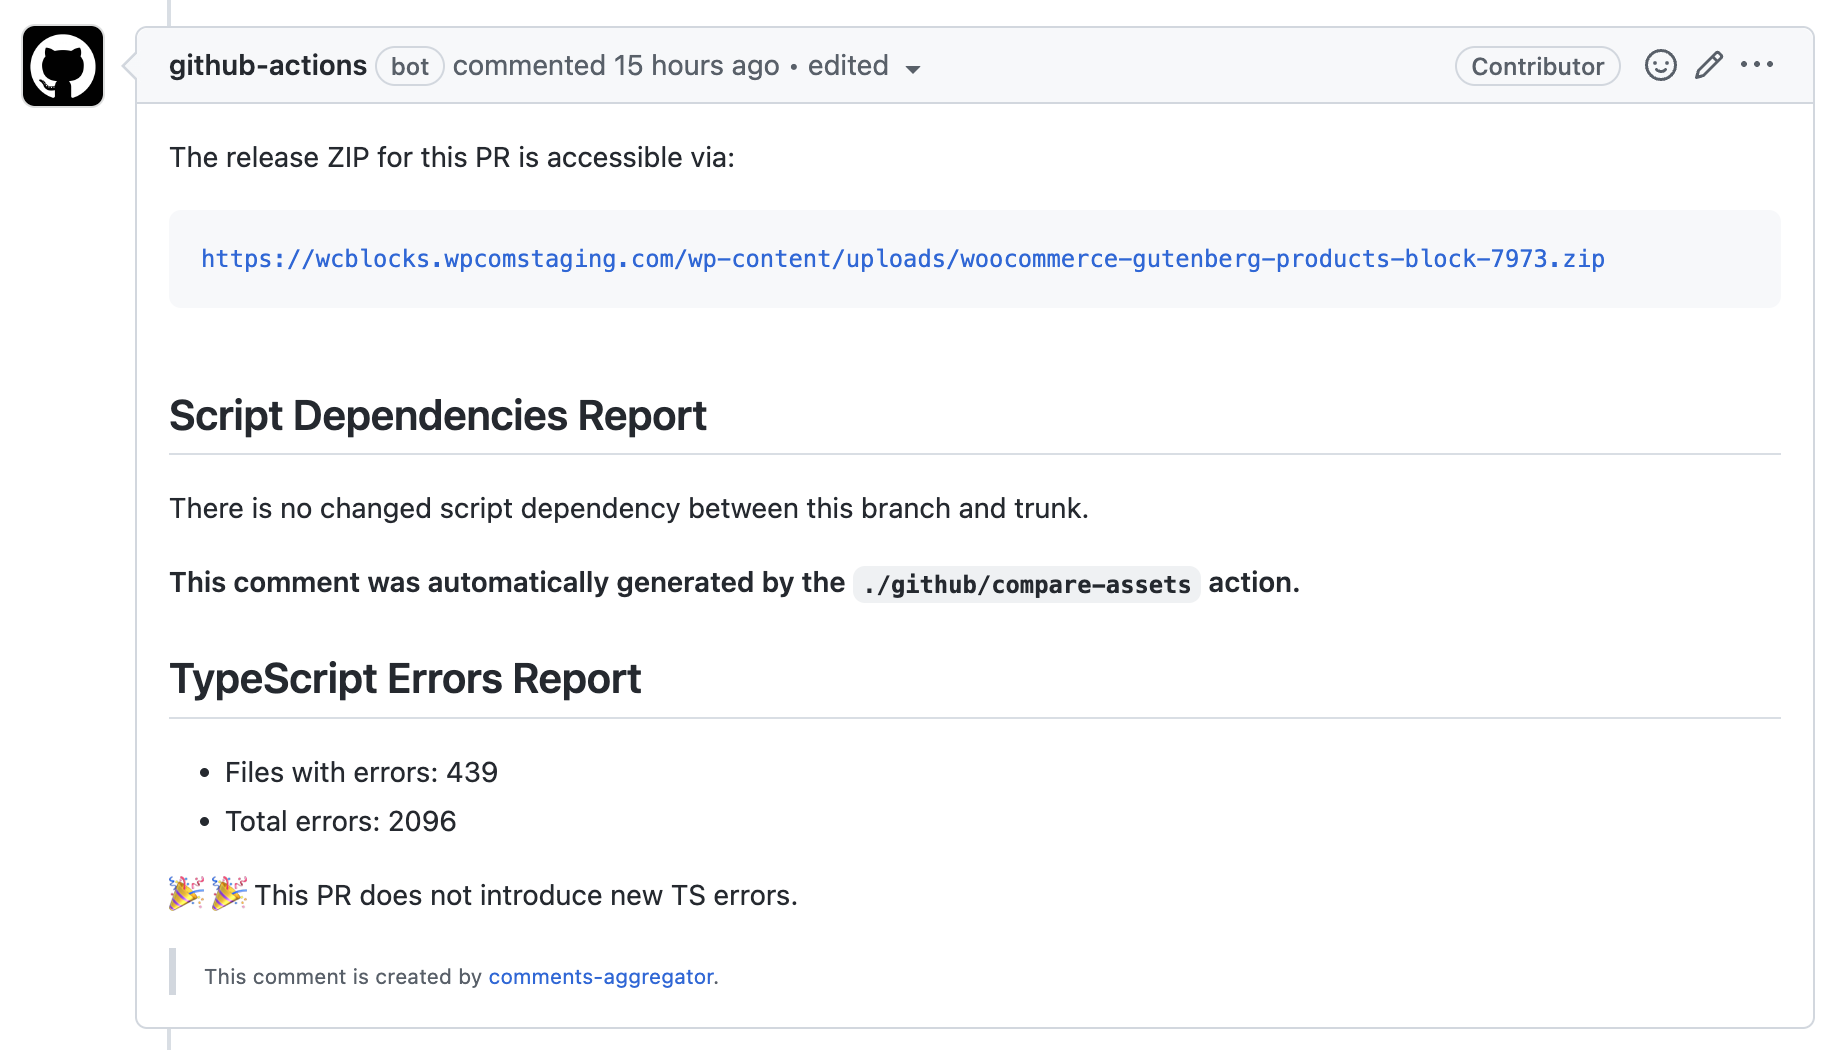 github-actions bot commented 15 hours ago • edited Contributor
The release ZIP for this PR is accessible via:
https://wcblocks.wpcomstaging.com/wp-content/uploads/woocommerce-gutenberg-products-block-7973.zip
Script Dependencies Report
There is no changed script dependency between this branch and trunk.
This comment was automatically generated by the ./github/compare-assets action.
TypeScript Errors Report
• Files with errors: 439
• Total errors: 2096
🎉🎉 This PR does not introduce new TS errors.
This comment is created by comments-aggregator.